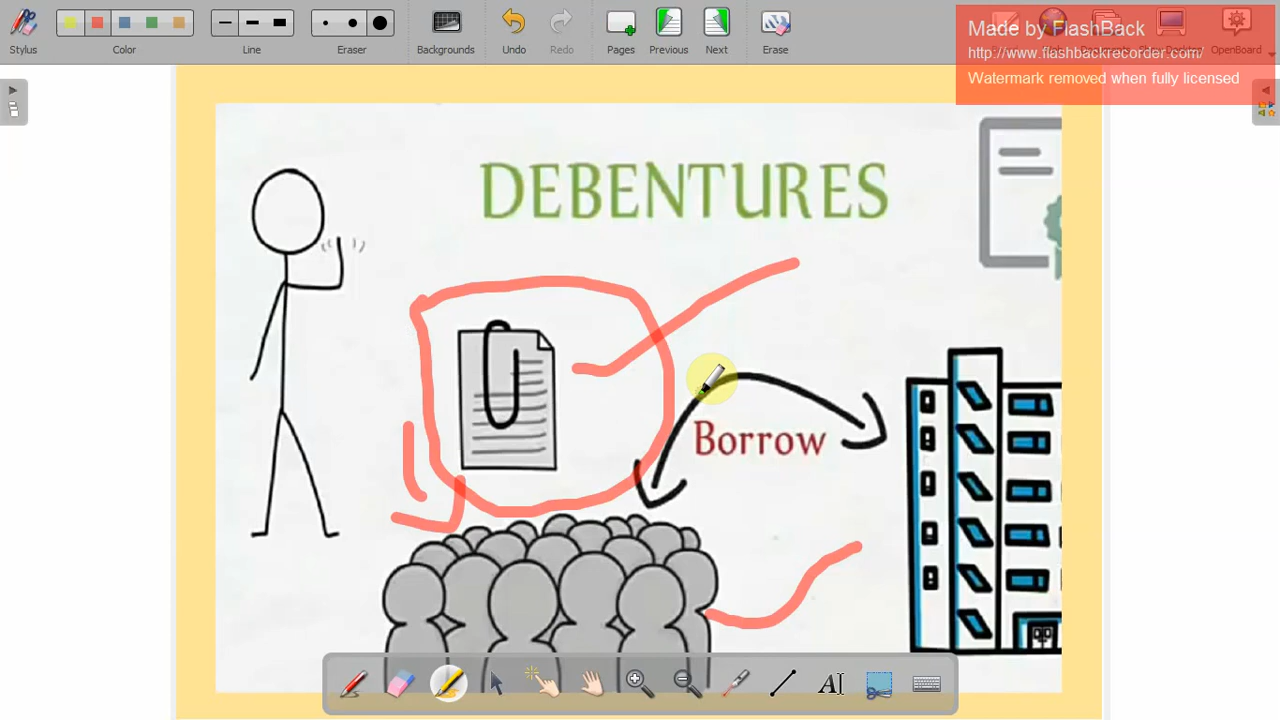 Made by FlashBack
http://www.flashbackrecorder.com/
Watermark removed when fully licensed
Stylus
Color
Line
Eraser
Backgrounds
Undo
Redo
Pages
Previous
Next
Erase
OpenBoard
DEBENTURES
Borrow